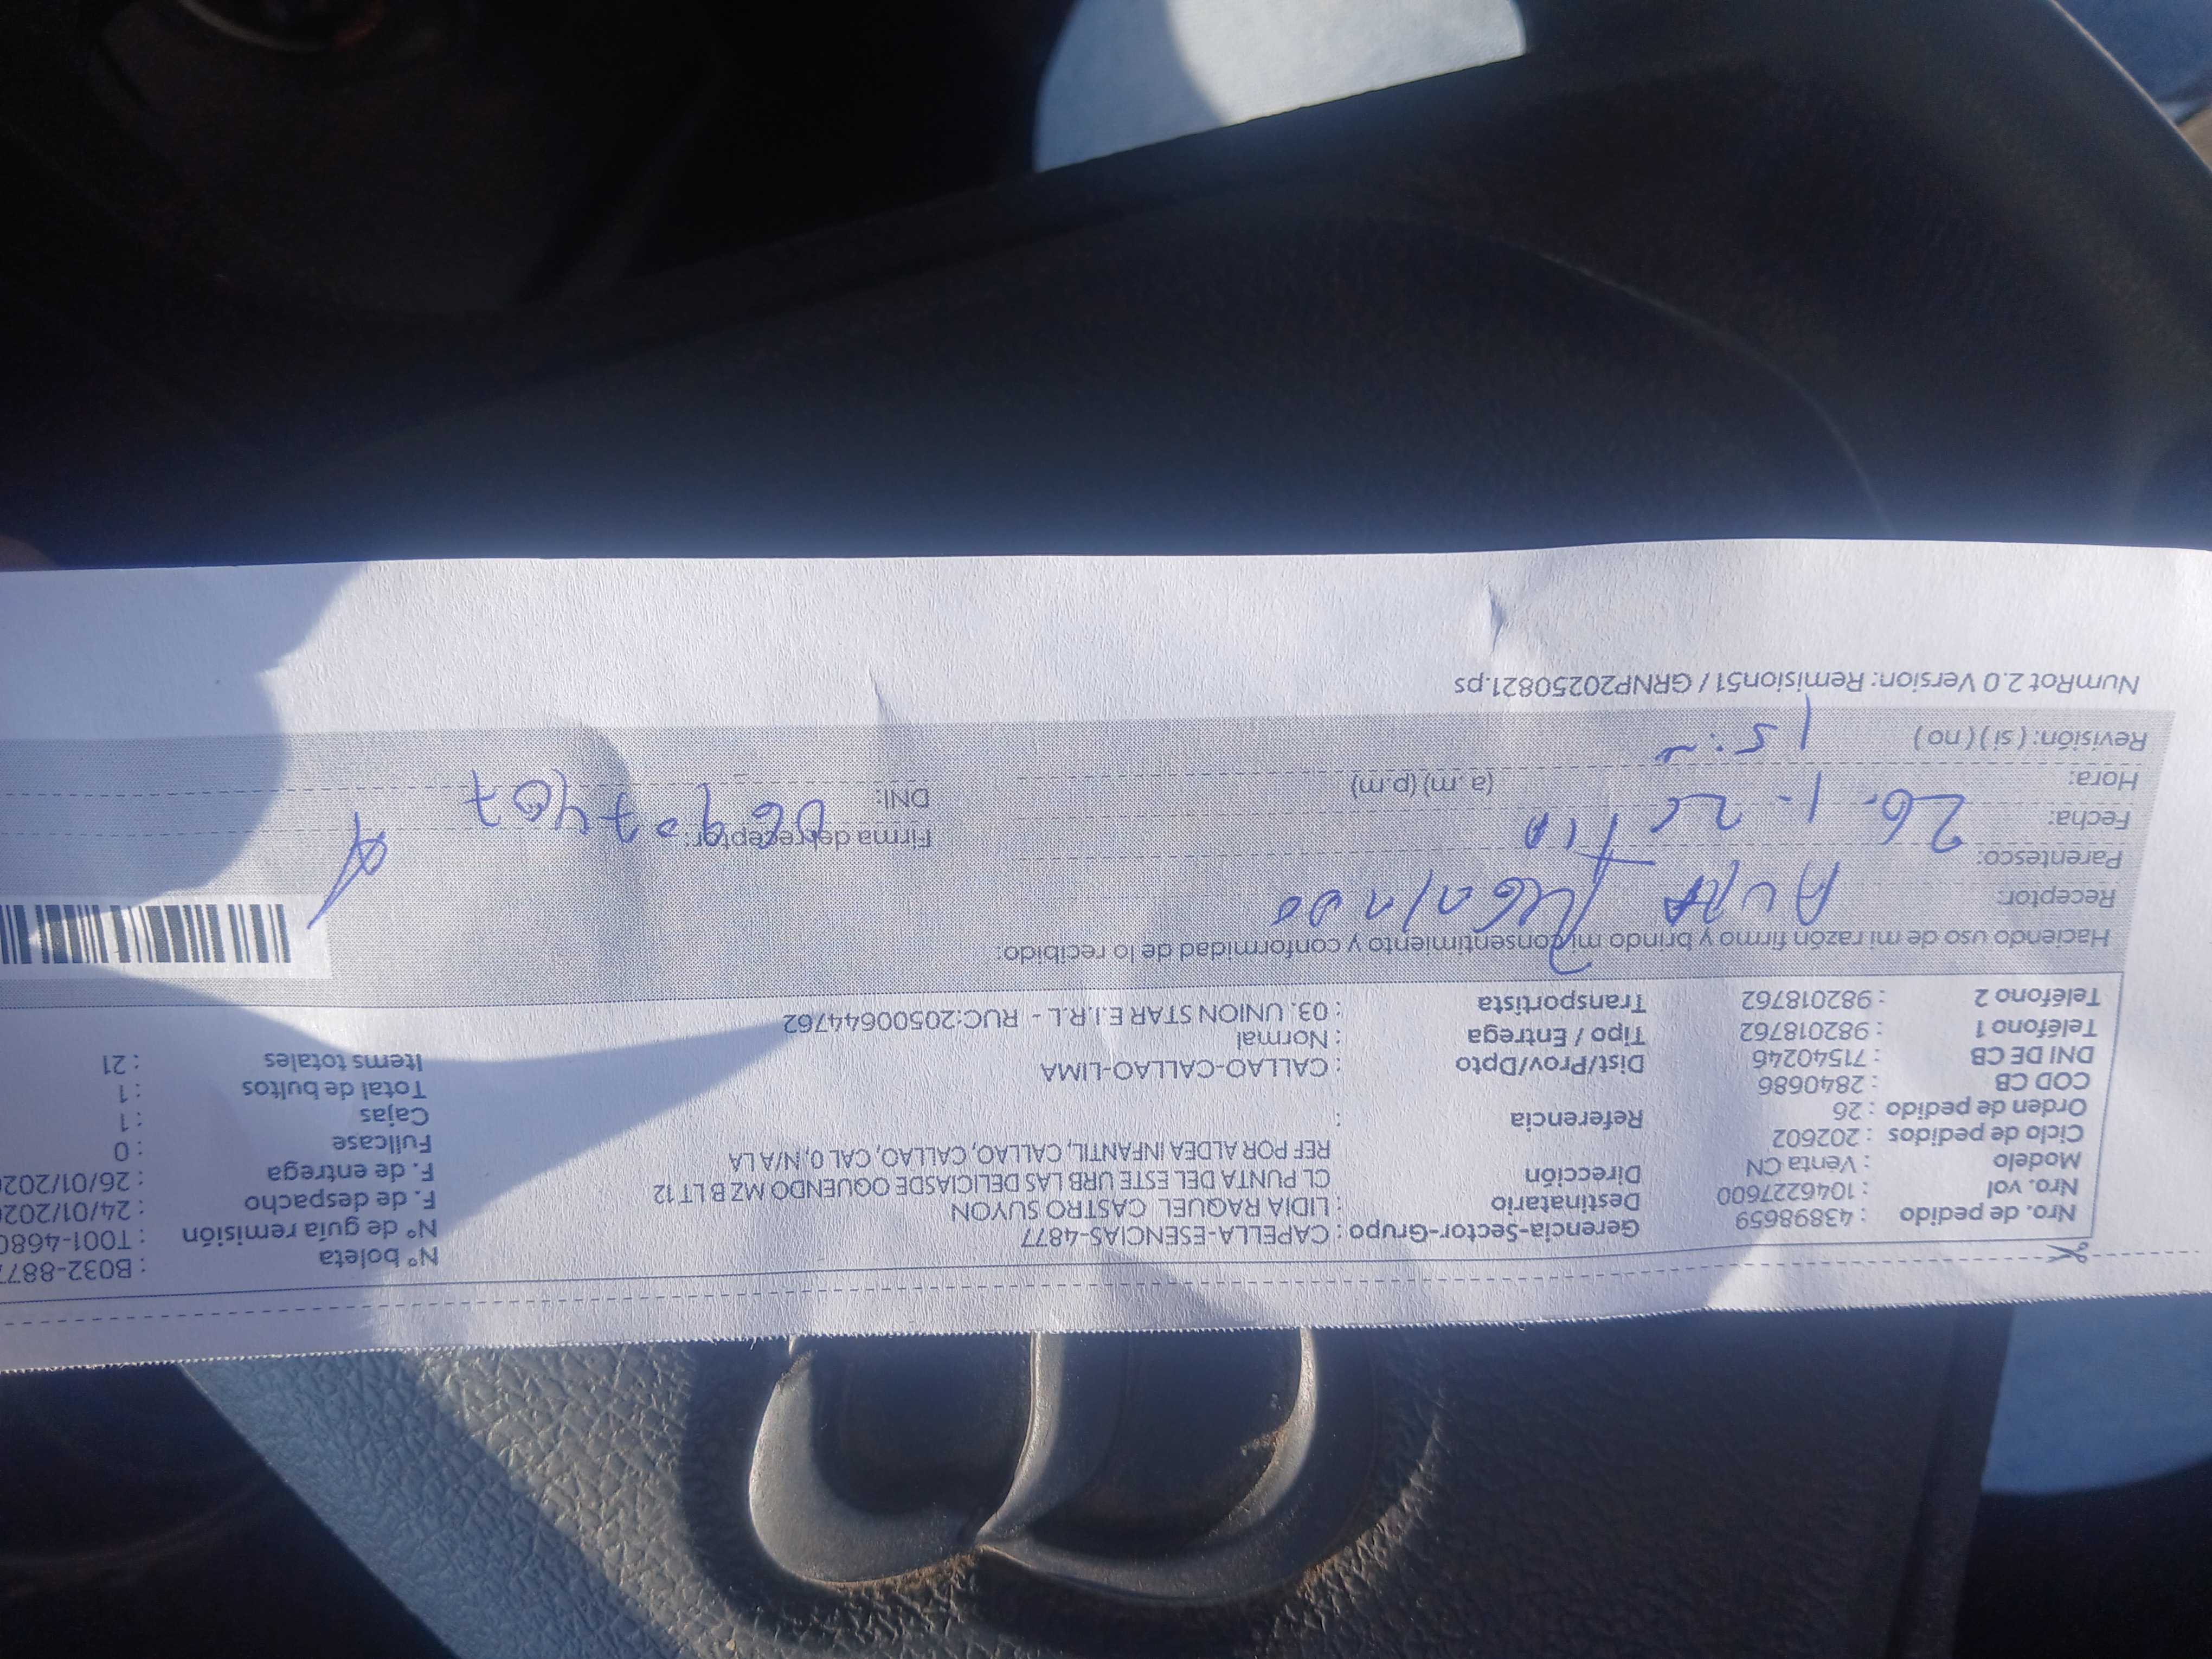 Nº boleta : B032-887
Nº de guía remisión : T001-4680
F. de despacho : 24/01/202
F. de entrega : 26/01/202
Fullcase : 0
Cajas : 1
Total de bultos : 1
Items totales : 21
Gerencia-Sector-Grupo : CAPELLA-ESENCIAS-4877
Destinatario : LIDIA RAQUEL CASTRO SUYON
Dirección CL PUNTA DEL ESTE URB LAS DELICIASDE OQUENDO MZ B LT 12
REF POR ALDEA INFANTIL, CALLAO, CALLAO, CAL 0, N/A LA
Referencia :
Dist/Prov/Dpto : CALLAO-CALLAO-LIMA
Tipo / Entrega : Normal
Transportista : 03. UNION STAR E.I.R.L - RUC:20500644762
Nro. de pedido : 43898659
Nro. vol : 1046227600
Modelo : Venta CN
Ciclo de pedidos : 202602
Orden de pedido : 26
COD CB : 2840686
DNI DE CB : 71540246
Teléfono 1 : 982018762
Teléfono 2 : 982018762
Haciendo uso de mi razón firmo y brindo mi consentimiento y conformidad de lo recibido:
Receptor:
Parentesco: TIA
Fecha: 26.1-26
Hora: (a.m) (p.m)
Revisión: ( si ) ( no )
Firma del receptor:
DNI:
NumRot 2.0 Version: Remision51 / GRNP20250821.ps